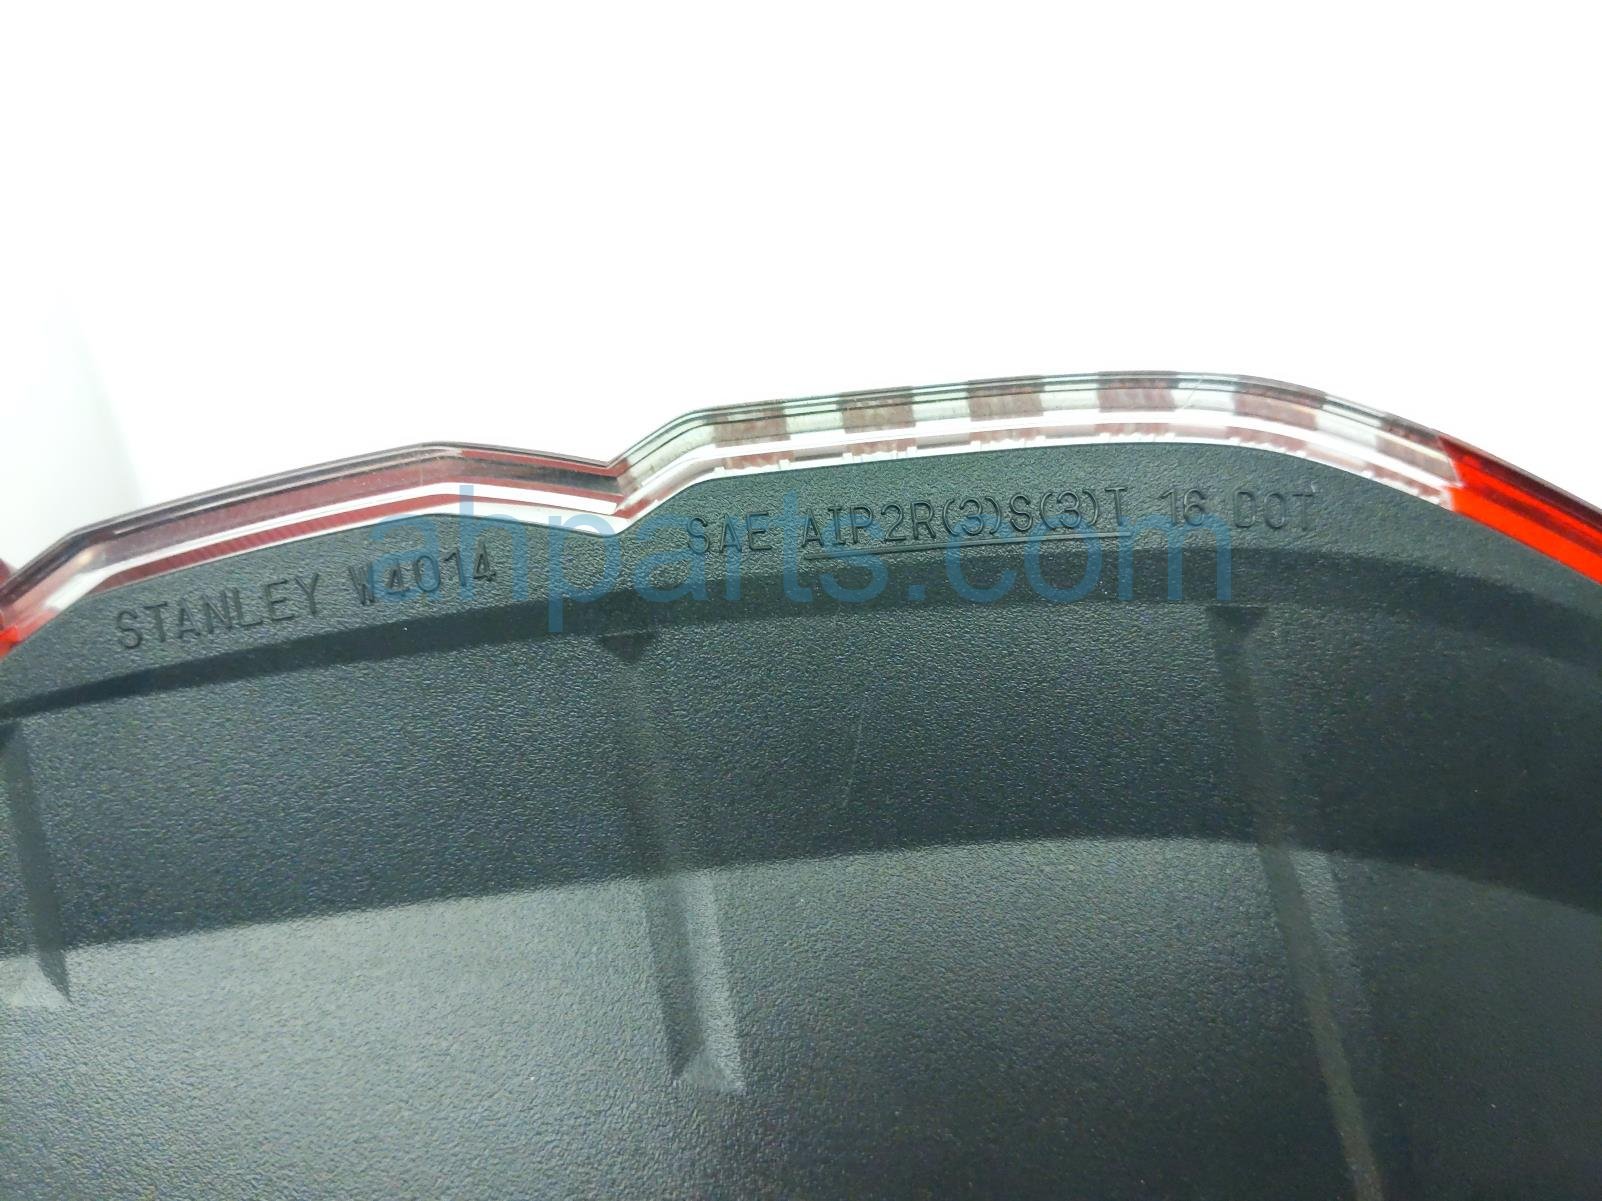 STANLEY W4014
SAE AIP2R(3)S(3)T 16 DOT
ahparts.com